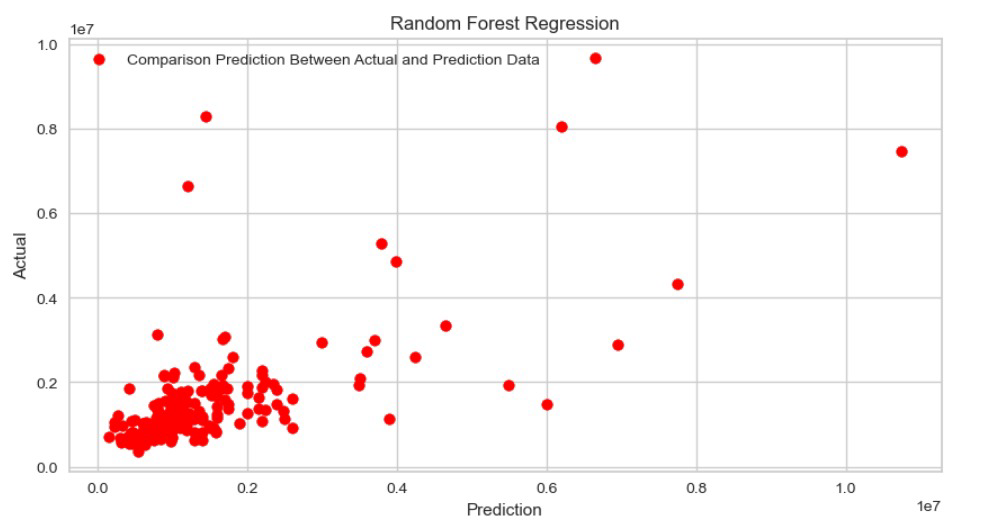 Random Forest Regression
1e7
1.0
Comparison Prediction Between Actual and Prediction Data
0.8
0.6
Actual
0.4
0.2
0.0
0.0 0.2 0.4 0.6 0.8 1.0
1e7
Prediction